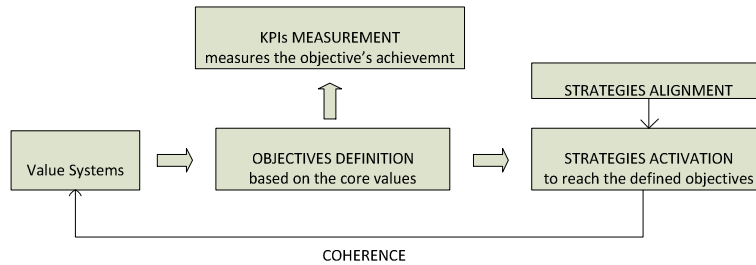 KPIs MEASUREMENT
measures the objective's achievemnt
STRATEGIES ALIGNMENT
Value Systems
OBJECTIVES DEFINITION
based on the core values
STRATEGIES ACTIVATION
to reach the defined objectives
COHERENCE